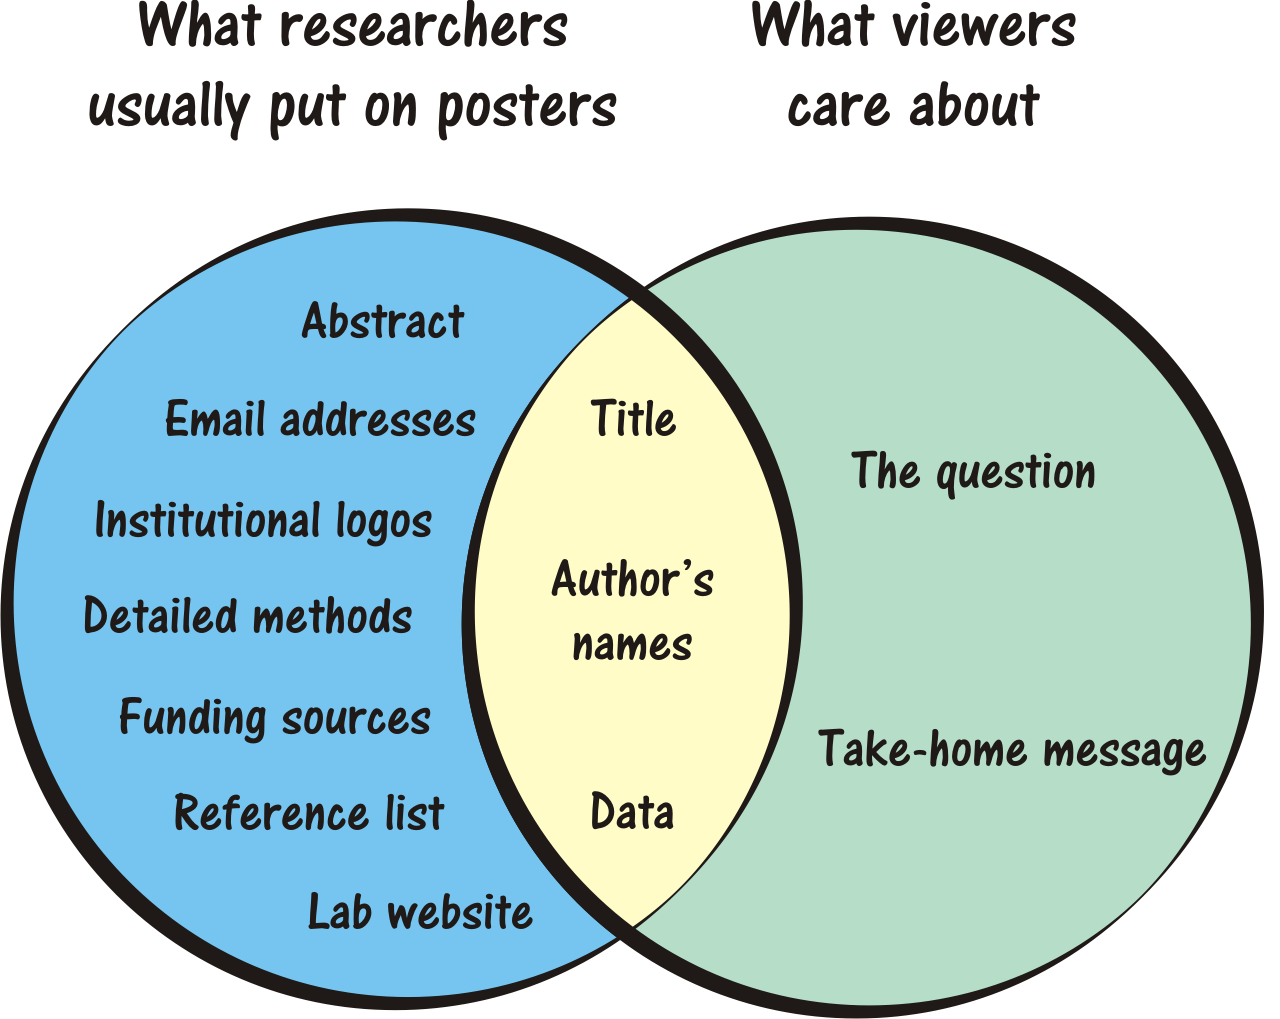 What researchers
usually put on posters
What viewers
care about
Abstract
Email addresses
Institutional logos
Detailed methods
Funding sources
Reference list
Lab website
Title
Author's
names
Data
The question
Take-home message